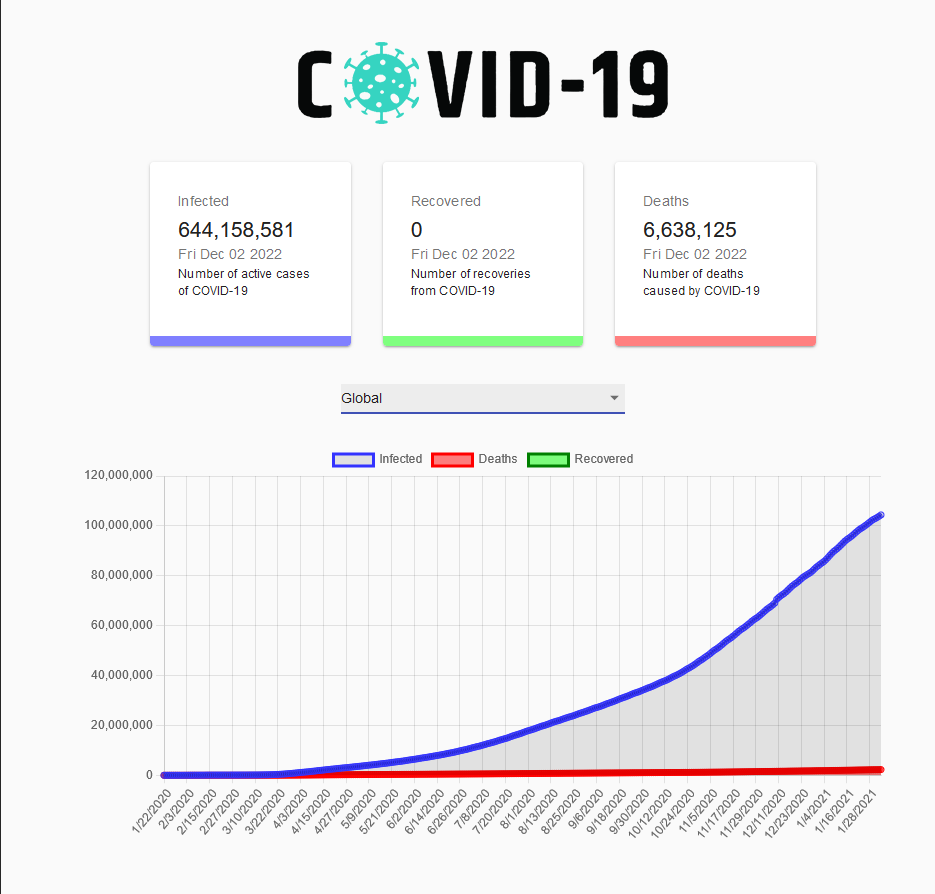 COVID-19
Infected
644,158,581
Fri Dec 02 2022
Number of active cases
of COVID-19
Recovered
0
Fri Dec 02 2022
Number of recoveries
from COVID-19
Deaths
6,638,125
Fri Dec 02 2022
Number of deaths
caused by COVID-19
Global
Infected Deaths Recovered
120,000,000
100,000,000
80,000,000
60,000,000
40,000,000
20,000,000
0
1/22/2020
2/3/2020
2/15/2020
2/27/2020
3/10/2020
3/22/2020
4/3/2020
4/15/2020
4/27/2020
5/9/2020
5/21/2020
6/2/2020
6/14/2020
6/26/2020
7/8/2020
7/20/2020
8/1/2020
8/13/2020
8/25/2020
9/6/2020
9/18/2020
9/30/2020
10/12/2020
10/24/2020
11/5/2020
11/17/2020
11/29/2020
12/11/2020
12/23/2020
1/4/2021
1/16/2021
1/28/2021